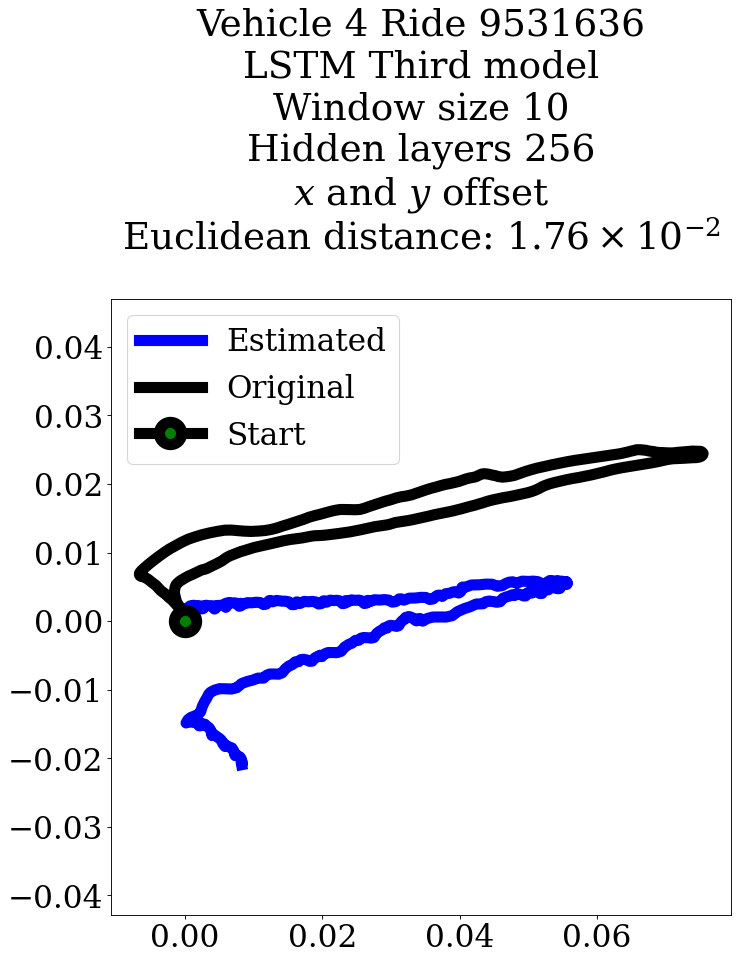 Vehicle 4 Ride 9531636
LSTM Third model
Window size 10
Hidden layers 256
x and y offset
Euclidean distance: 1.76 × 10⁻²
Estimated
Original
Start
0.04
0.03
0.02
0.01
0.00
−0.01
−0.02
−0.03
−0.04
0.00 0.02 0.04 0.06